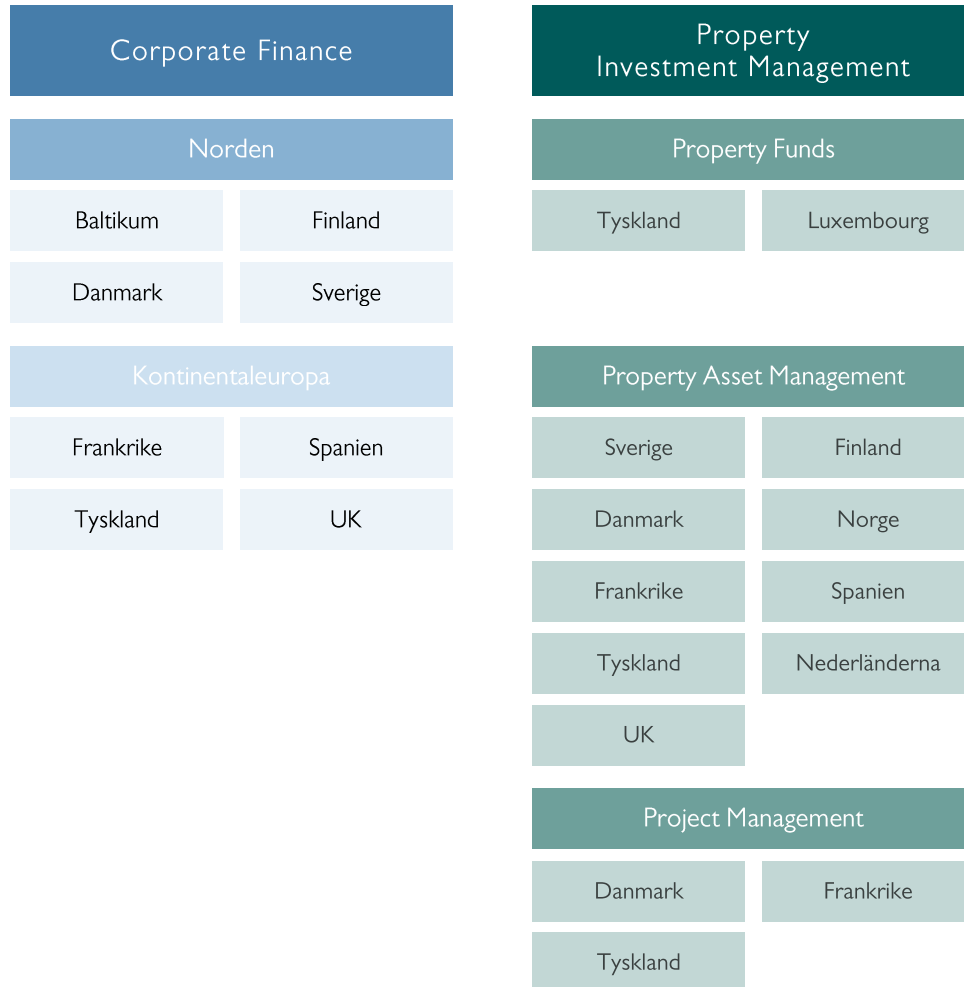 Corporate Finance
Norden
Baltikum
Finland
Danmark
Sverige
Kontinentaleuropa
Frankrike
Spanien
Tyskland
UK
Property
Investment Management
Property Funds
Tyskland
Luxembourg
Property Asset Management
Sverige
Finland
Danmark
Norge
Frankrike
Spanien
Tyskland
Nederländerna
UK
Project Management
Danmark
Frankrike
Tyskland